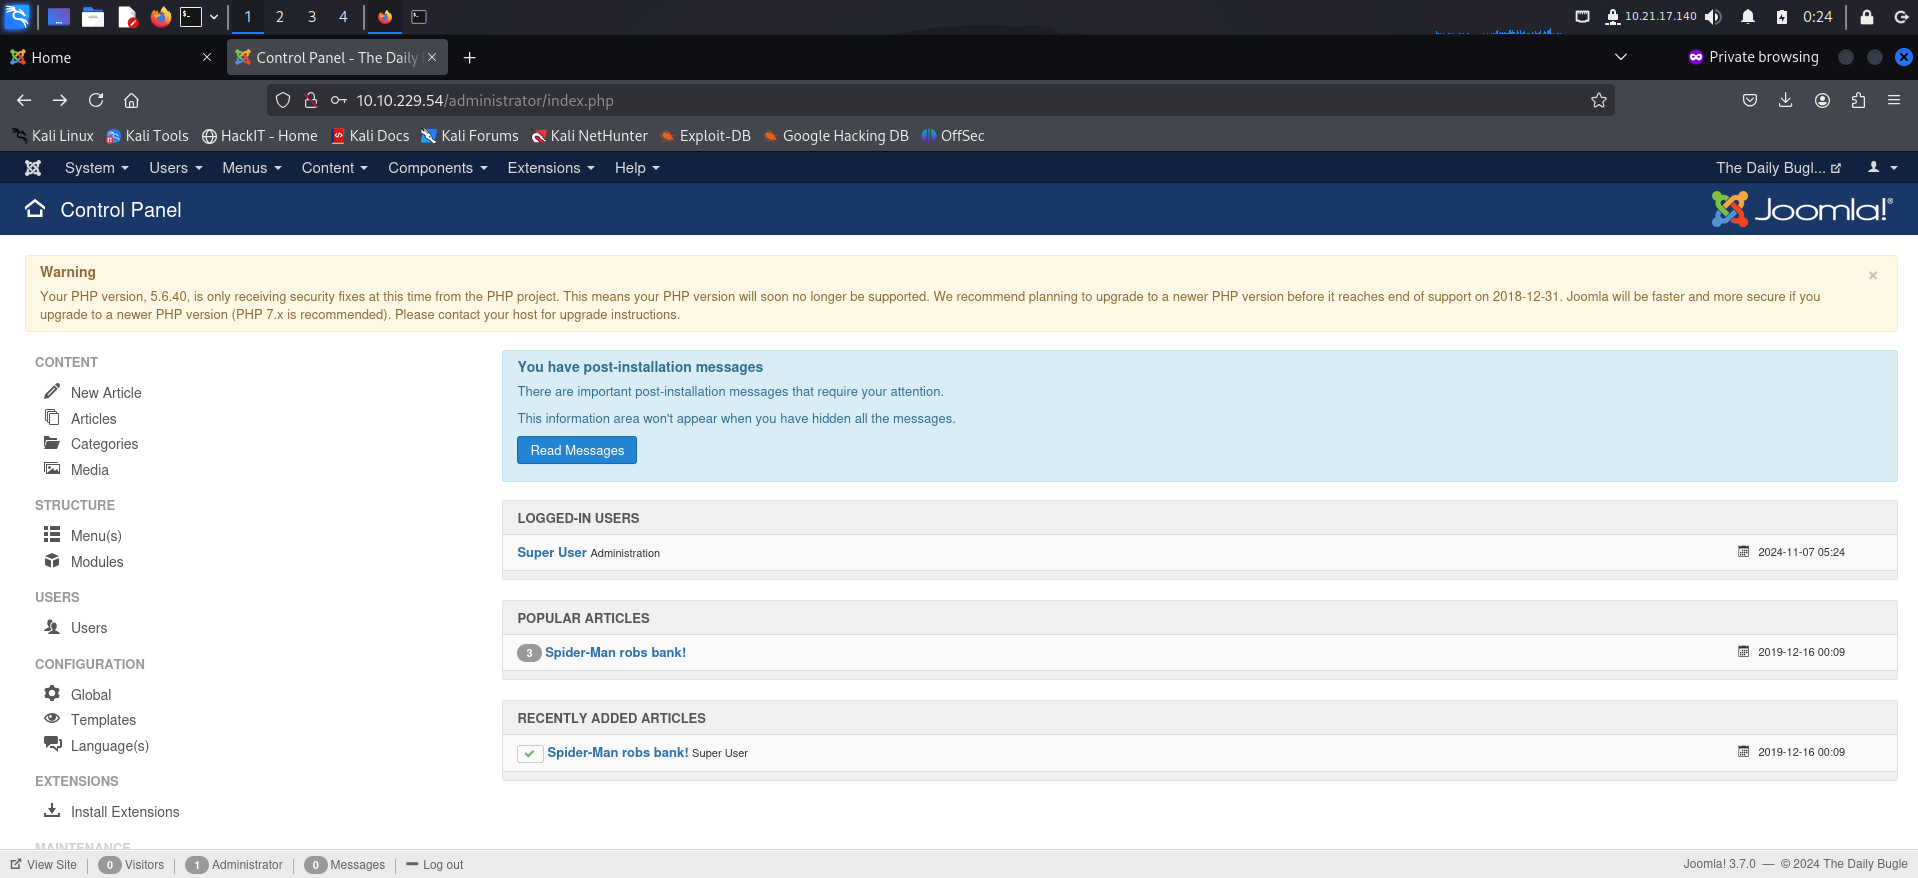 1 2 3 4 10.21.17.140 0:24
Home Control Panel - The Daily Private browsing
10.10.229.54/administrator/index.php
Kali Linux Kali Tools HackIT - Home Kali Docs Kali Forums Kali NetHunter Exploit-DB Google Hacking DB OffSec
System Users Menus Content Components Extensions Help The Daily Bugl...
Control Panel Joomla!®
Warning
Your PHP version, 5.6.40, is only receiving security fixes at this time from the PHP project. This means your PHP version will soon no longer be supported. We recommend planning to upgrade to a newer PHP version before it reaches end of support on 2018-12-31. Joomla will be faster and more secure if you
upgrade to a newer PHP version (PHP 7.x is recommended). Please contact your host for upgrade instructions.
CONTENT
New Article
Articles
Categories
Media
STRUCTURE
Menu(s)
Modules
USERS
Users
CONFIGURATION
Global
Templates
Language(s)
EXTENSIONS
Install Extensions
MAINTENANCE
You have post-installation messages
There are important post-installation messages that require your attention.
This information area won't appear when you have hidden all the messages.
Read Messages
LOGGED-IN USERS
Super User Administration 2024-11-07 05:24
POPULAR ARTICLES
3 Spider-Man robs bank! 2019-12-16 00:09
RECENTLY ADDED ARTICLES
Spider-Man robs bank! Super User 2019-12-16 00:09
View Site 0 Visitors 1 Administrator 0 Messages Log out Joomla! 3.7.0 — © 2024 The Daily Bugle